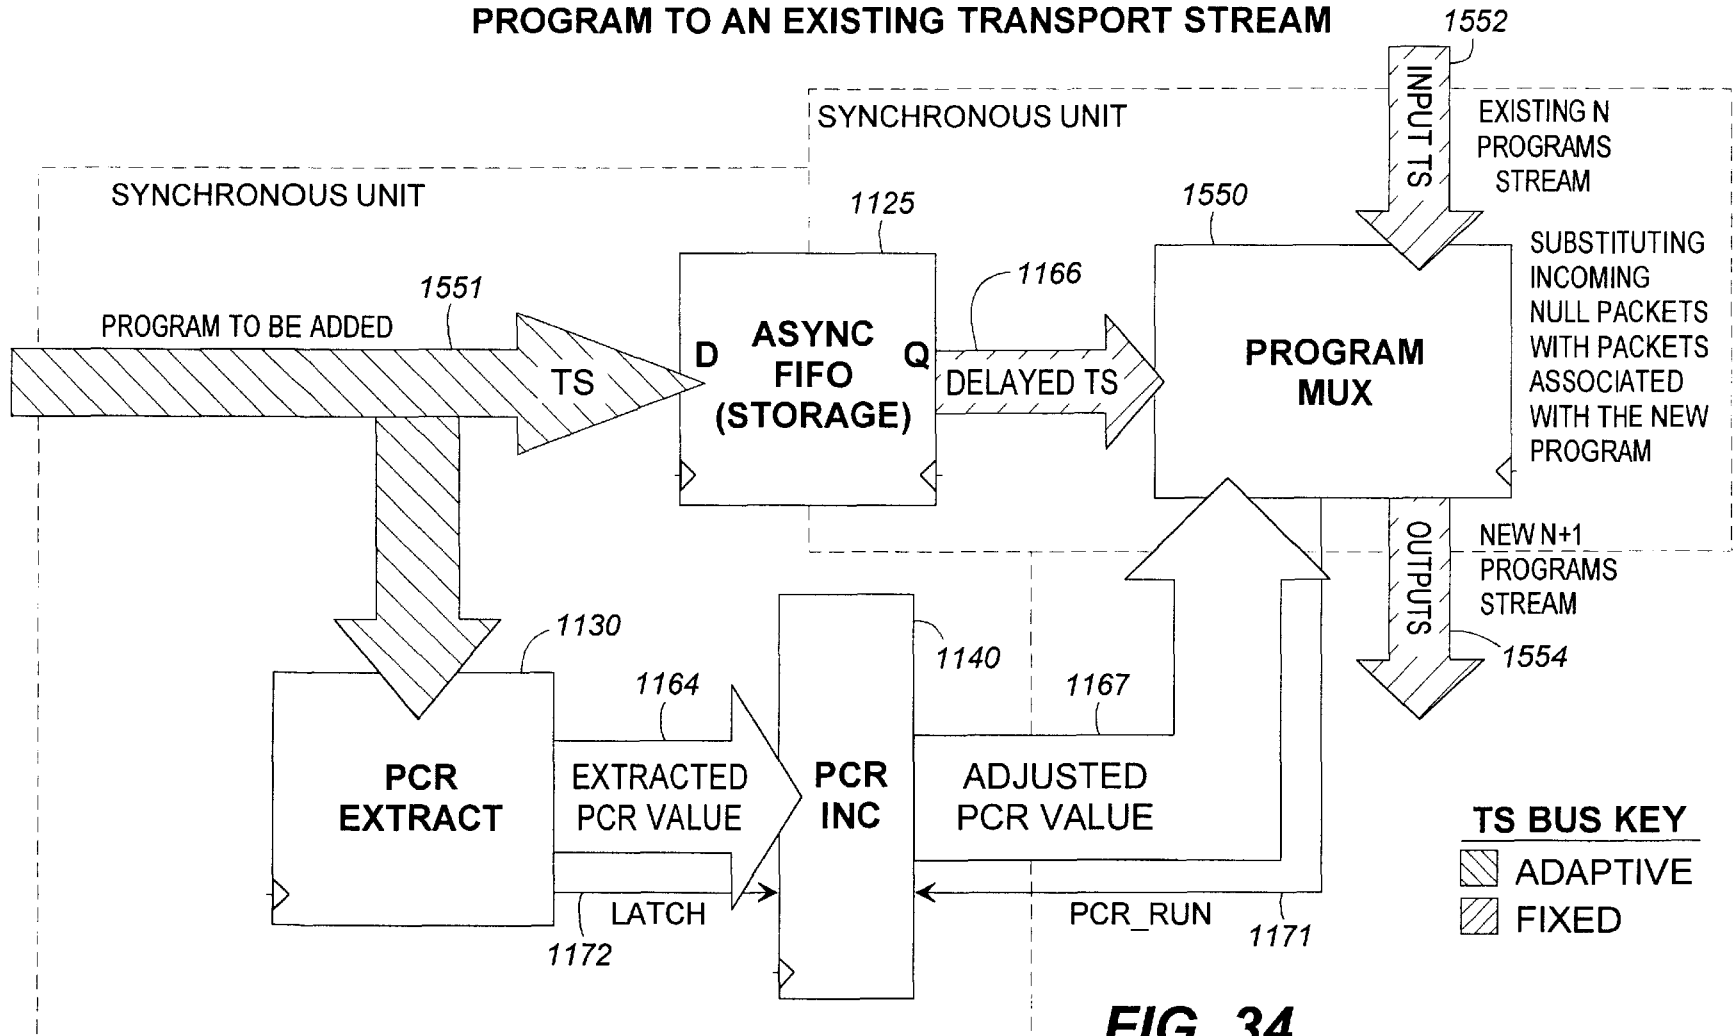 PROGRAM TO AN EXISTING TRANSPORT STREAM
1552
INPUT TS
EXISTING N
PROGRAMS
STREAM
SYNCHRONOUS UNIT
SYNCHRONOUS UNIT
1125
1550
1166
1551
PROGRAM TO BE ADDED
TS
D
ASYNC
FIFO
(STORAGE)
Q
DELAYED TS
PROGRAM
MUX
SUBSTITUTING
INCOMING
NULL PACKETS
WITH PACKETS
ASSOCIATED
WITH THE NEW
PROGRAM
OUTPUTS
NEW N+1
PROGRAMS
STREAM
1554
1130
1164
1140
1167
PCR
EXTRACT
EXTRACTED
PCR VALUE
PCR
INC
ADJUSTED
PCR VALUE
LATCH
1172
PCR_RUN
1171
TS BUS KEY
ADAPTIVE
FIXED
FIG. 34